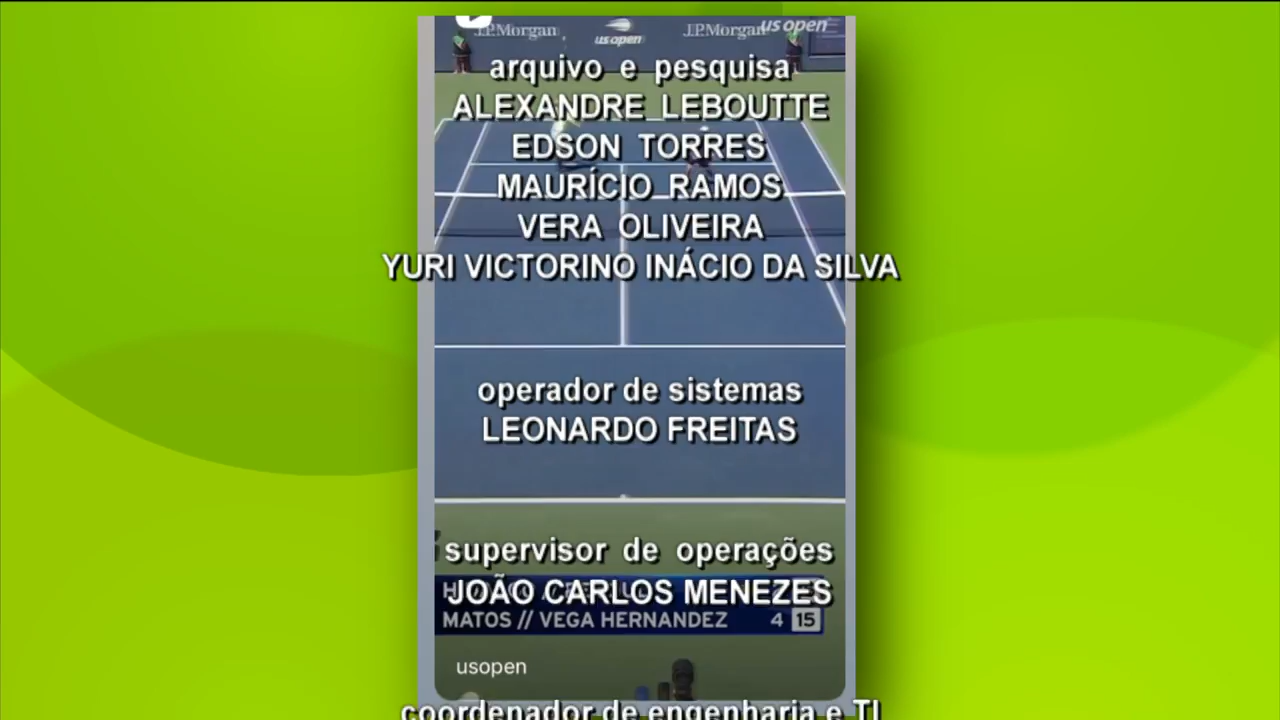 J.P.Morgan
us open
J.P.Morgan
us open
arquivo e pesquisa
ALEXANDRE LEBOUTTE
EDSON TORRES
MAURÍCIO RAMOS
VERA OLIVEIRA
YURI VICTORINO INÁCIO DA SILVA
operador de sistemas
LEONARDO FREITAS
supervisor de operações
JOÃO CARLOS MENEZES
MATOS // VEGA HERNANDEZ 4 15
usopen
coordenador de engenharia e TI